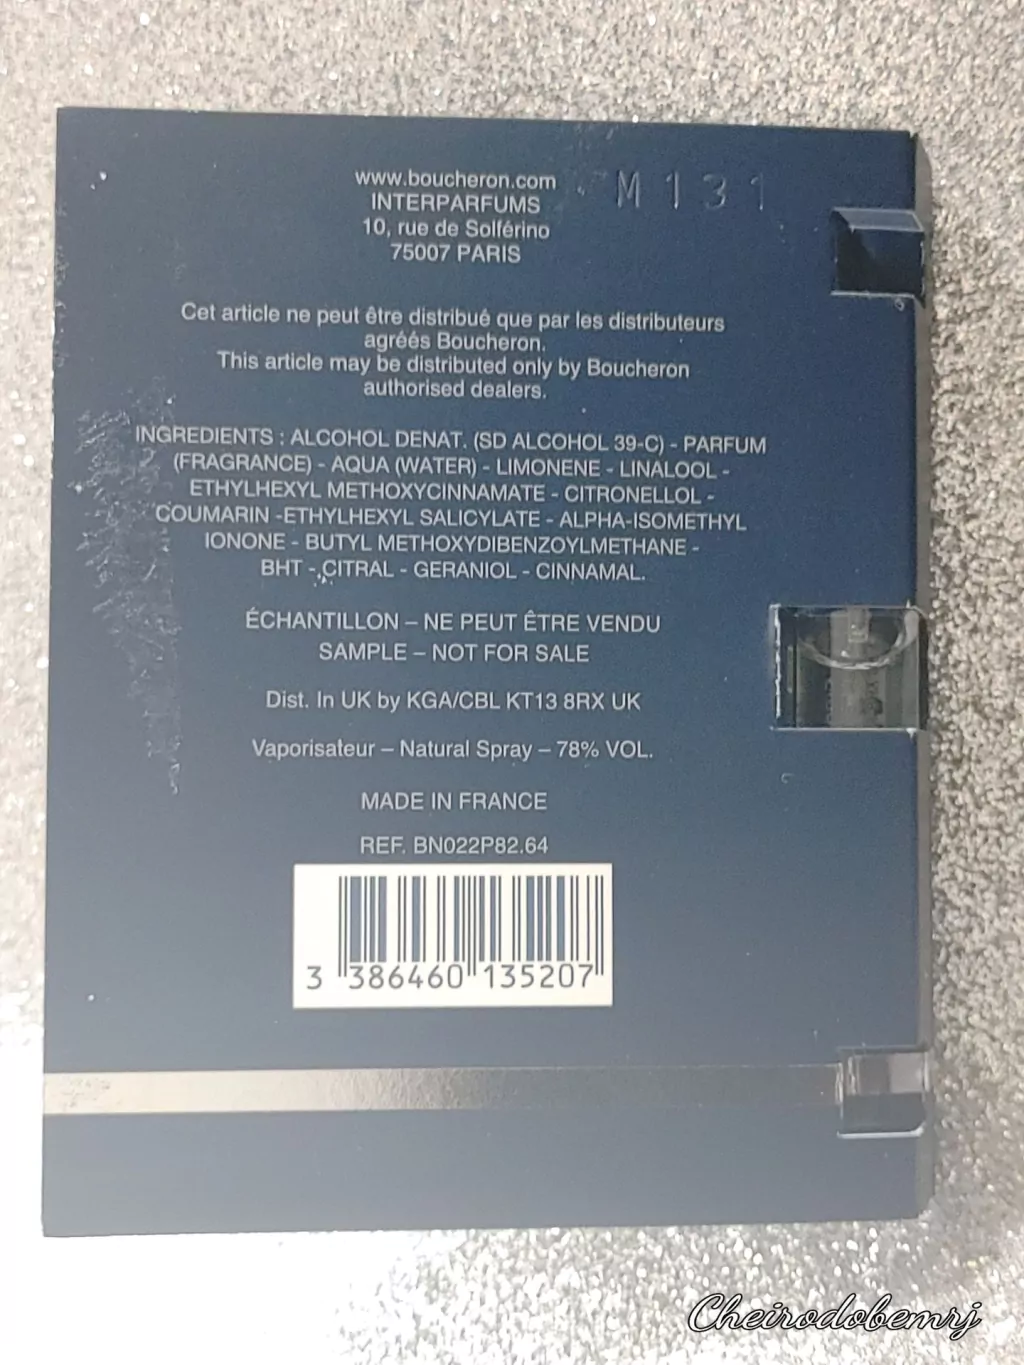 www.boucheron.com
M131
INTERPARFUMS
10, rue de Solférino
75007 PARIS
Cet article ne peut être distribué que par les distributeurs
agréés Boucheron.
This article may be distributed only by Boucheron
authorised dealers.
INGREDIENTS : ALCOHOL DENAT. (SD ALCOHOL 39-C) - PARFUM
(FRAGRANCE) - AQUA (WATER) - LIMONENE - LINALOOL -
ETHYLHEXYL METHOXYCINNAMATE - CITRONELLOL -
COUMARIN -ETHYLHEXYL SALICYLATE - ALPHA-ISOMETHYL
IONONE - BUTYL METHOXYDIBENZOYLMETHANE -
BHT - CITRAL - GERANIOL - CINNAMAL.
ÉCHANTILLON – NE PEUT ÊTRE VENDU
SAMPLE – NOT FOR SALE
Dist. In UK by KGA/CBL KT13 8RX UK
Vaporisateur – Natural Spray – 78% VOL.
MADE IN FRANCE
REF. BN022P82.64
3 386460 135207
Cheirodobemrj